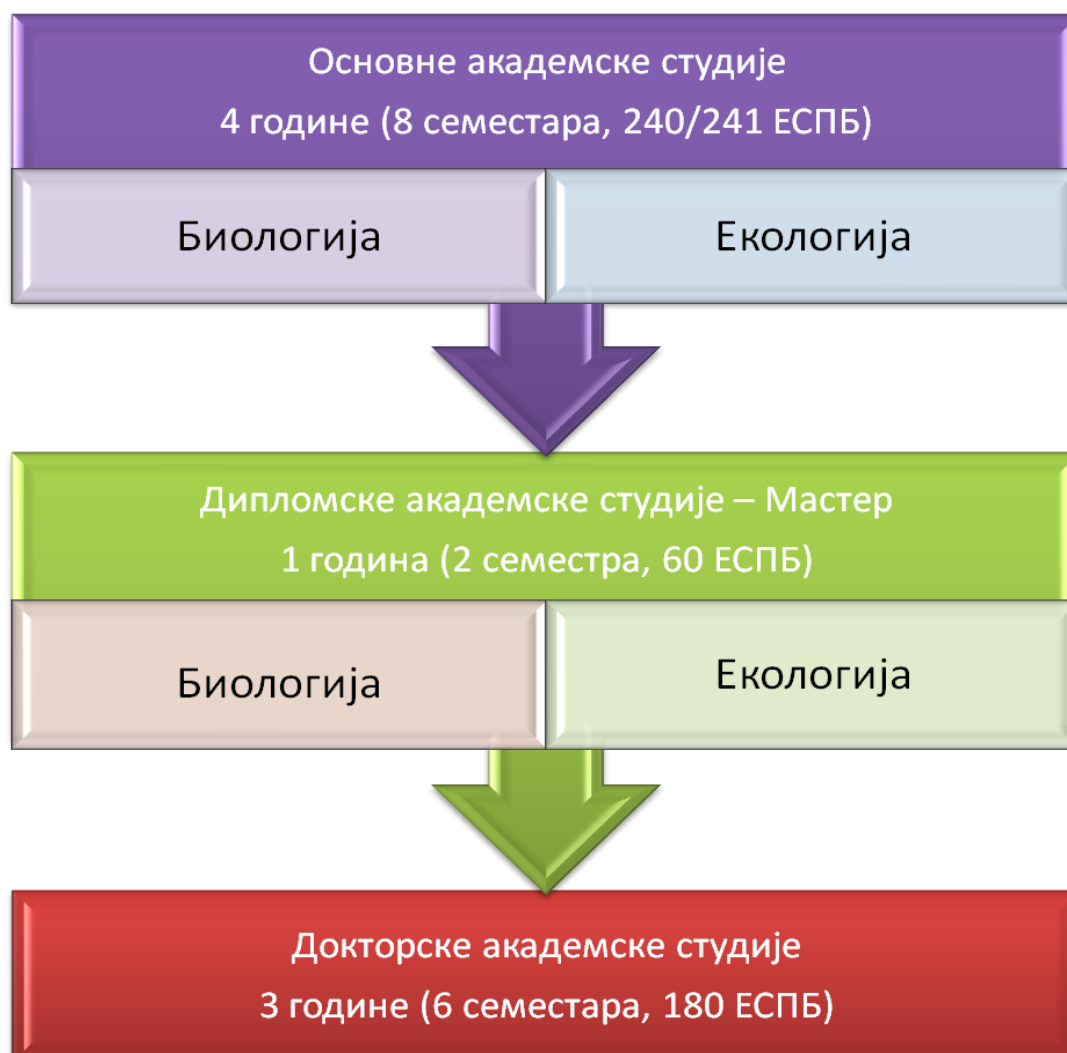 Основне академске студије
4 године (8 семестара, 240/241 ЕСПБ)
Биологија
Екологија
Дипломске академске студије – Мастер
1 година (2 семестра, 60 ЕСПБ)
Биологија
Екологија
Докторске академске студије
3 године (6 семестара, 180 ЕСПБ)